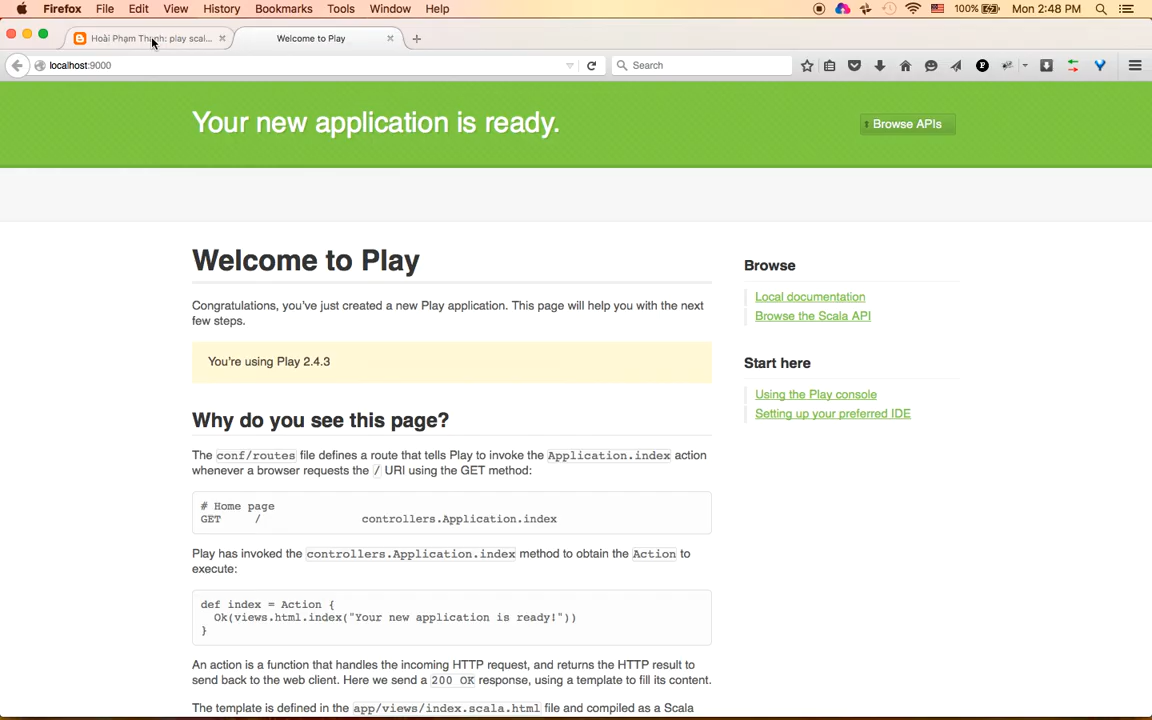 Firefox File Edit View History Bookmarks Tools Window Help 100% Mon 2:48 PM
Hoài Phạm Thanh: play scal... Welcome to Play
localhost:9000 Search
Your new application is ready.
Browse APIs
Welcome to Play
Congratulations, you've just created a new Play application. This page will help you with the next
few steps.
You're using Play 2.4.3
Why do you see this page?
The conf/routes file defines a route that tells Play to invoke the Application.index action
whenever a browser requests the / URI using the GET method:
# Home page
GET / controllers.Application.index
Play has invoked the controllers.Application.index method to obtain the Action to
execute:
def index = Action {
Ok(views.html.index("Your new application is ready!"))
}
An action is a function that handles the incoming HTTP request, and returns the HTTP result to
send back to the web client. Here we send a 200 OK response, using a template to fill its content.
The template is defined in the app/views/index.scala.html file and compiled as a Scala
Browse
Local documentation
Browse the Scala API
Start here
Using the Play console
Setting up your preferred IDE